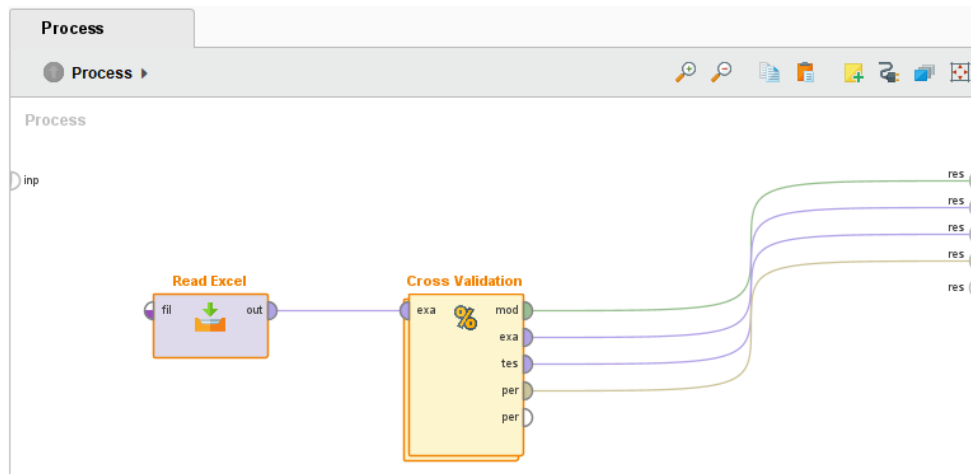 Process
Process
Process
inp
res
res
res
res
res
Read Excel
fil
out
Cross Validation
exa
mod
exa
tes
per
per
%